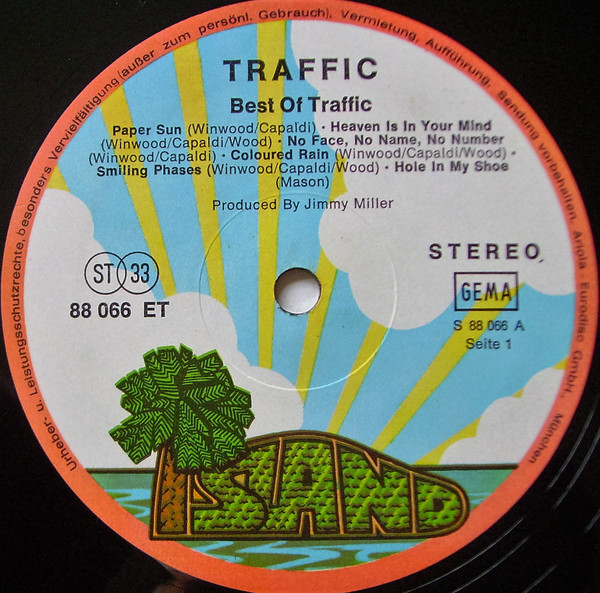 Urheber- u. Leistungsschutzrechte, besonders Vervielfältigung (außer zum persönl. Gebrauch), Vermietung, Aufführung, Sendung vorbehalten. Ariola - Eurodisc GmbH., München
TRAFFIC
Best Of Traffic
Paper Sun (Winwood/Capaldi) · Heaven Is In Your Mind
(Winwood/Capaldi/Wood) · No Face, No Name, No Number
(Winwood/Capaldi) · Coloured Rain (Winwood/Capaldi/Wood) ·
Smiling Phases (Winwood/Capaldi/Wood) · Hole In My Shoe
(Mason)
Produced By Jimmy Miller
STEREO
ST 33
88 066 ET
GEMA
S 88 066 A
Seite 1
ISLAND